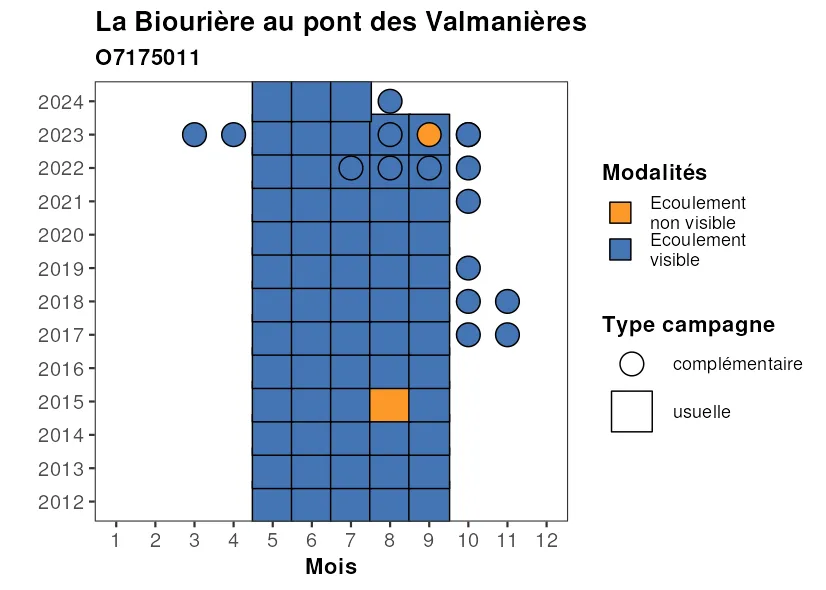 La Biourière au pont des Valmanières
O7175011
2024
2023
2022
2021
2020
2019
2018
2017
2016
2015
2014
2013
2012
1 2 3 4 5 6 7 8 9 10 11 12
Mois
Modalités
Ecoulement
non visible
Ecoulement
visible
Type campagne
complémentaire
usuelle